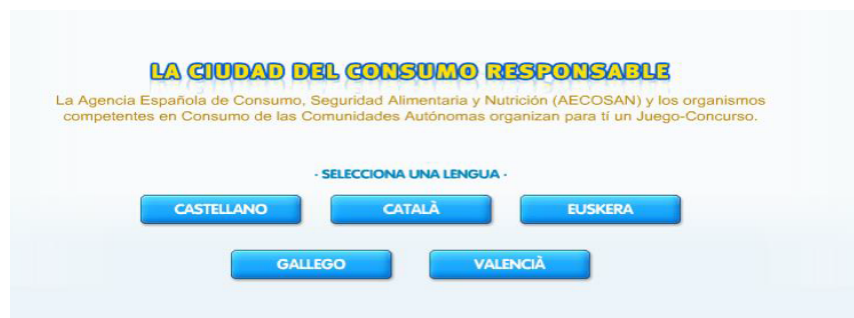 LA CIUDAD DEL CONSUMO RESPONSABLE
La Agencia Española de Consumo, Seguridad Alimentaria y Nutrición (AECOSAN) y los organismos
competentes en Consumo de las Comunidades Autónomas organizan para tí un Juego-Concurso.
· SELECCIONA UNA LENGUA ·
CASTELLANO CATALÀ EUSKERA
GALLEGO VALENCIÀ